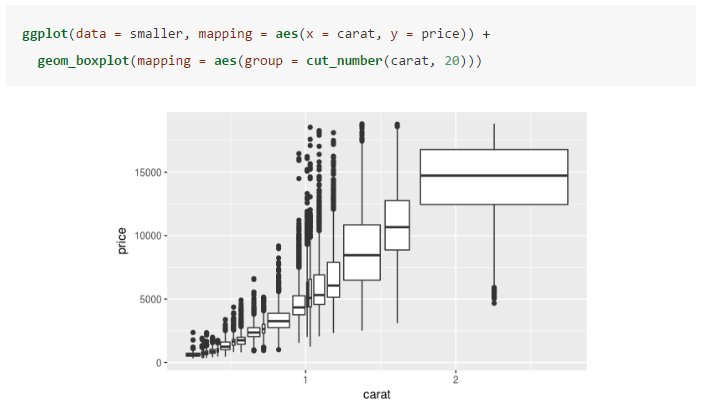 ggplot(data = smaller, mapping = aes(x = carat, y = price)) +
  geom_boxplot(mapping = aes(group = cut_number(carat, 20)))
15000
10000
price
5000
0
1
2
carat